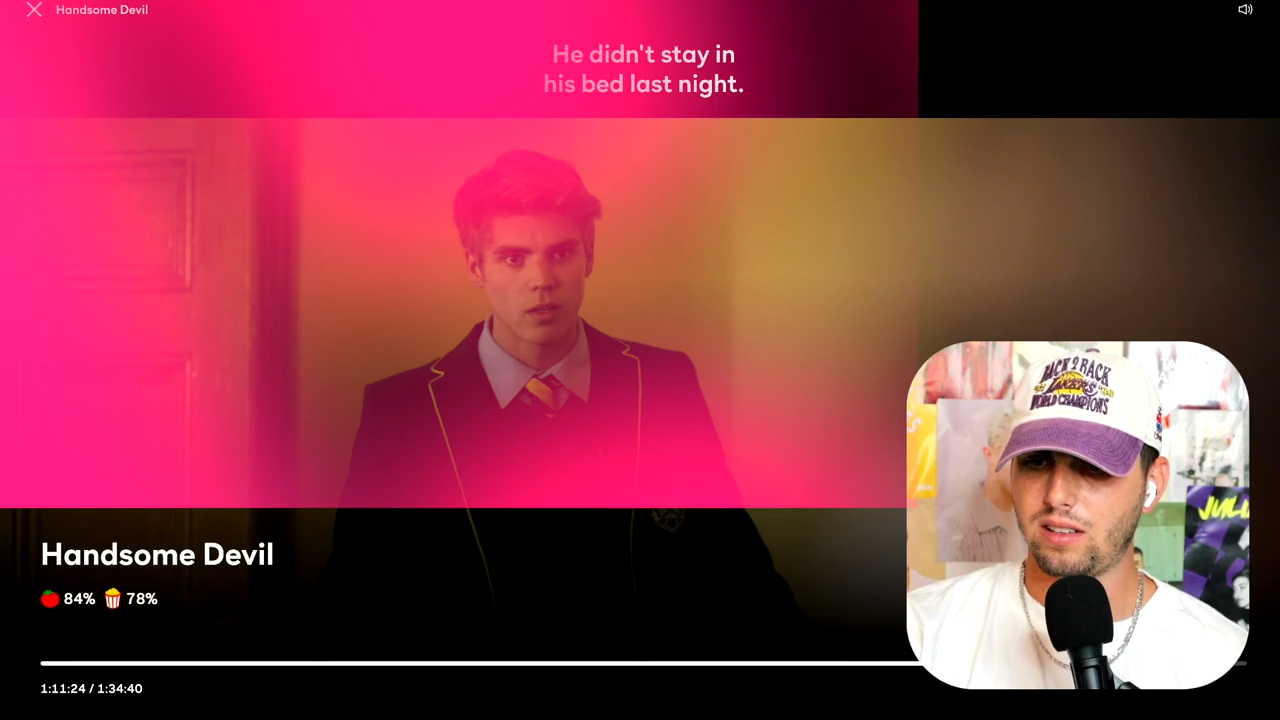 Handsome Devil
He didn't stay in
his bed last night.
BACK 2 BACK
LAKERS
WORLD CHAMPIONS
Handsome Devil
84% 78%
1:11:24 / 1:34:40